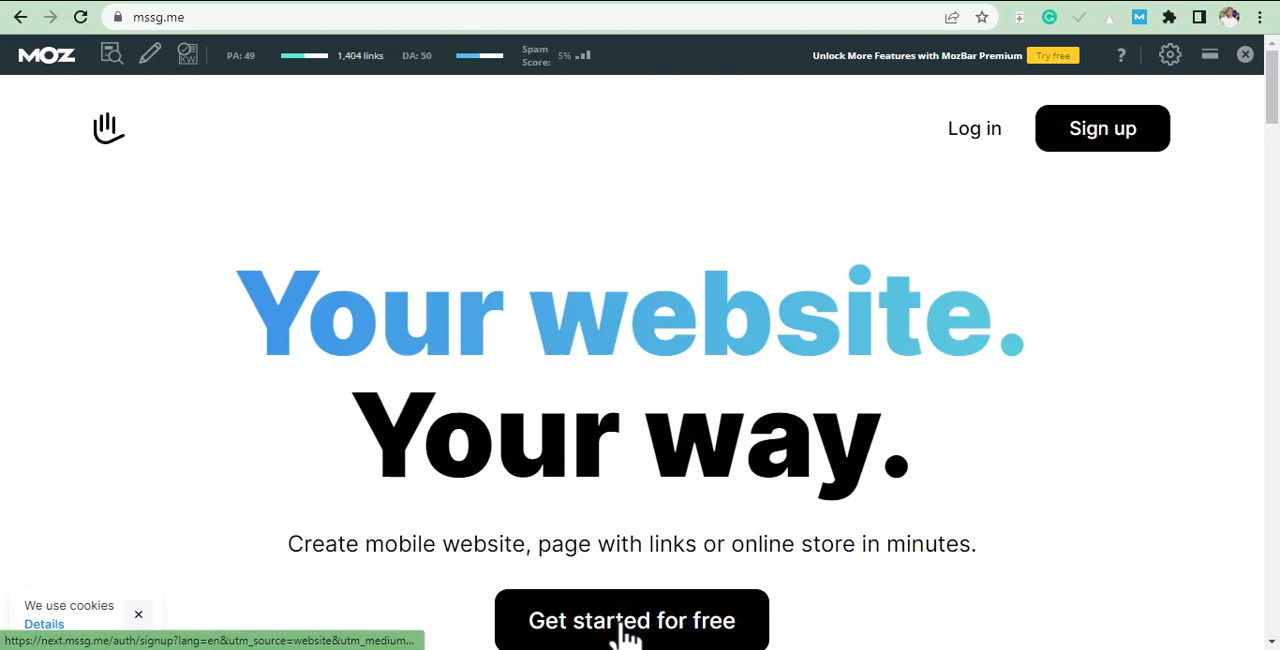 mssg.me
MOZ
KW
PA: 49
1,404 links
DA: 50
Spam
Score:
5%
Unlock More Features with MozBar Premium
Try free
?
Log in
Sign up
Your website.
Your way.
Create mobile website, page with links or online store in minutes.
Get started for free
We use cookies
Details
https://next.mssg.me/auth/signup?lang=en&utm_source=website&utm_medium...